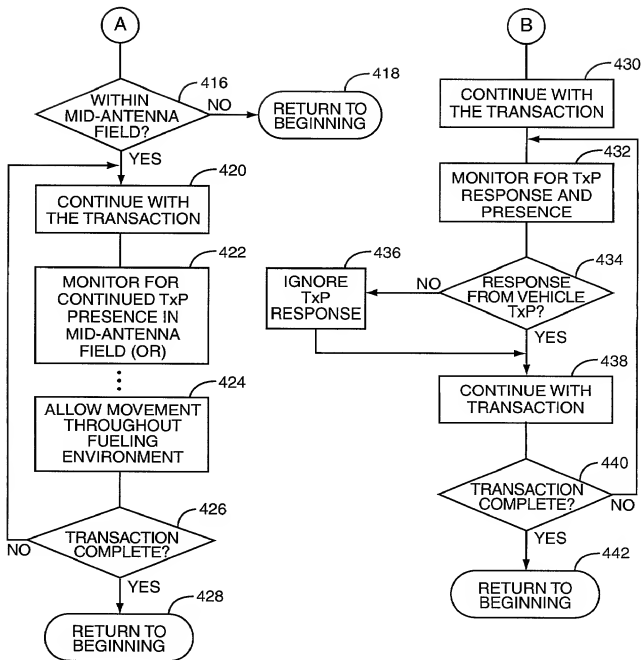 A
416
WITHIN
MID-ANTENNA
FIELD?
NO
418
RETURN TO
BEGINNING
YES
420
CONTINUE WITH
THE TRANSACTION
422
MONITOR FOR
CONTINUED TxP
PRESENCE IN
MID-ANTENNA
FIELD (OR)
424
ALLOW MOVEMENT
THROUGHOUT
FUELING
ENVIRONMENT
426
TRANSACTION
COMPLETE?
NO
YES
428
RETURN TO
BEGINNING
B
430
CONTINUE WITH
THE TRANSACTION
432
MONITOR FOR TxP
RESPONSE AND
PRESENCE
434
RESPONSE
FROM VEHICLE
TxP?
NO
436
IGNORE
TxP
RESPONSE
YES
438
CONTINUE WITH
TRANSACTION
440
TRANSACTION
COMPLETE?
NO
YES
442
RETURN TO
BEGINNING